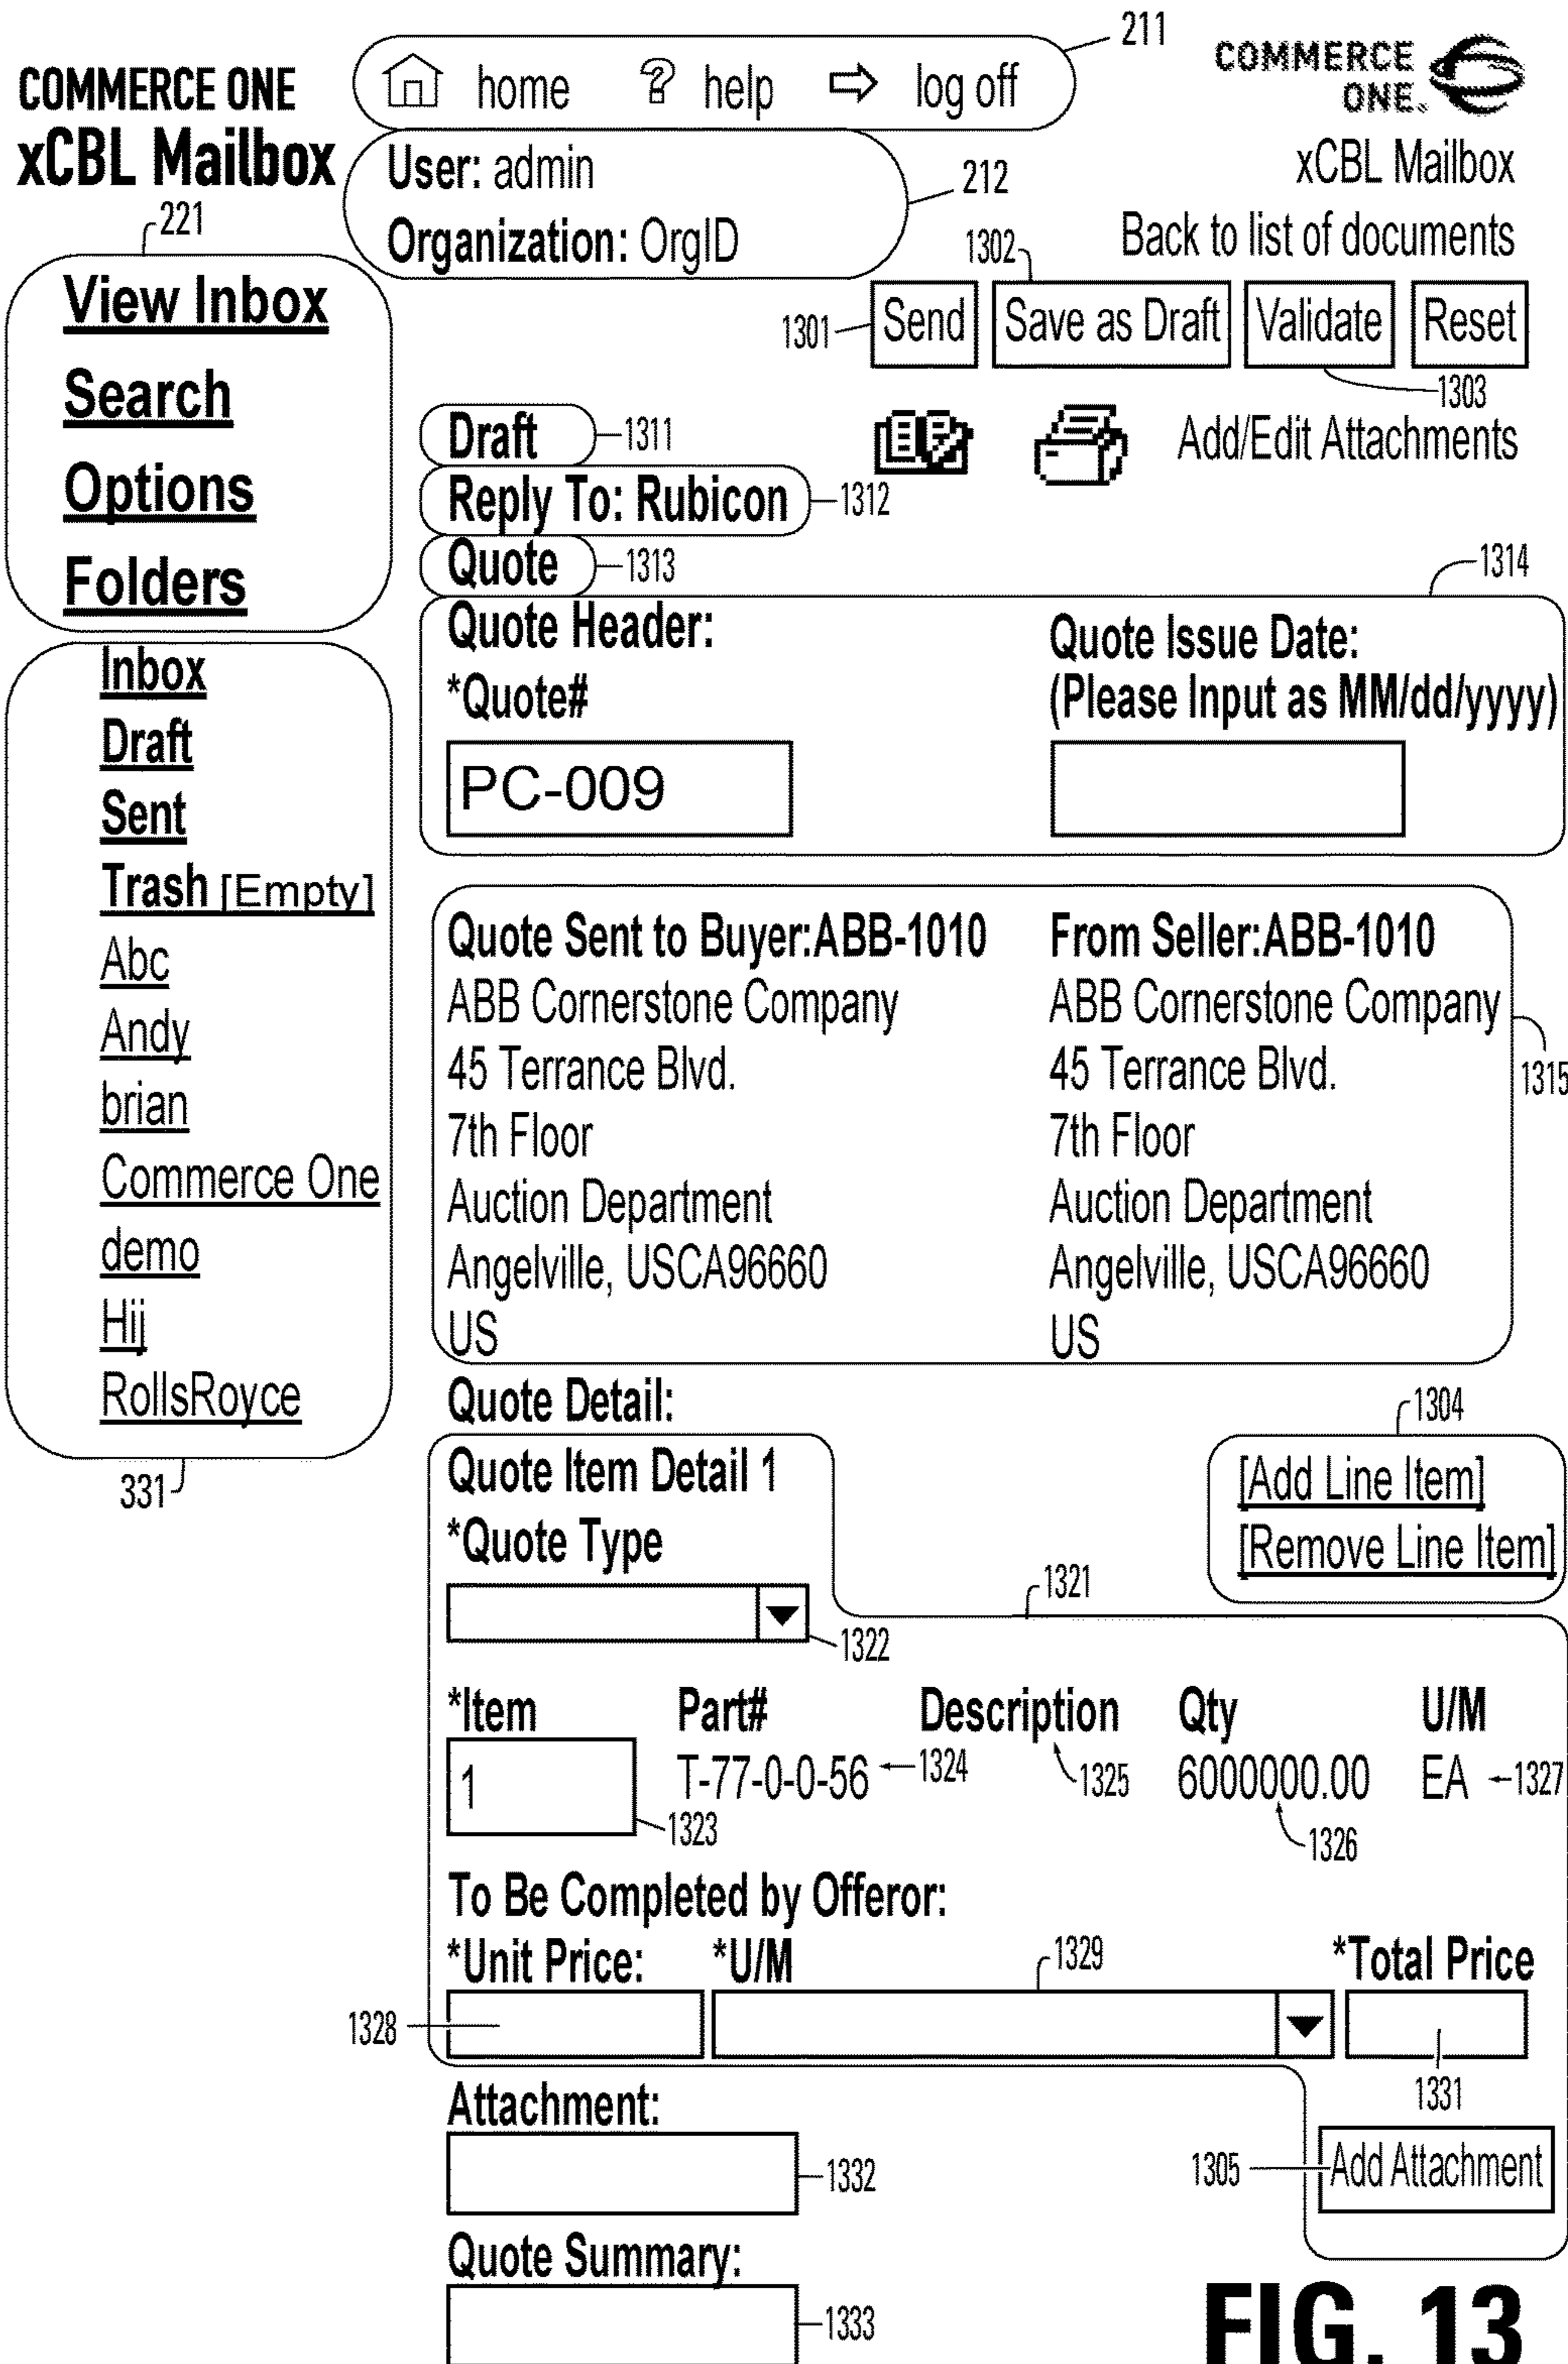 211
COMMERCE ONE
xCBL Mailbox
home ? help log off
COMMERCE
ONE.
xCBL Mailbox
User: admin
Organization: OrgID
212
Back to list of documents
221
View Inbox
Search
Options
Folders
1302
1301 Send Save as Draft Validate Reset
1303
Draft 1311
Add/Edit Attachments
Reply To: Rubicon 1312
Quote 1313
1314
Quote Header:
*Quote#
PC-009
Quote Issue Date:
(Please Input as MM/dd/yyyy)
Inbox
Draft
Sent
Trash [Empty]
Abc
Andy
brian
Commerce One
demo
Hij
RollsRoyce
331
Quote Sent to Buyer:ABB-1010
ABB Cornerstone Company
45 Terrance Blvd.
7th Floor
Auction Department
Angelville, USCA96660
US
From Seller:ABB-1010
ABB Cornerstone Company
45 Terrance Blvd.
7th Floor
Auction Department
Angelville, USCA96660
US
1315
Quote Detail:
1304
[Add Line Item]
[Remove Line Item]
Quote Item Detail 1
*Quote Type
1321
1322
*Item Part# Description Qty U/M
1 T-77-0-0-56 1324 1325 6000000.00 EA 1327
1323 1326
To Be Completed by Offeror:
*Unit Price: *U/M 1329 *Total Price
1328
1331
Attachment:
1332
1305 Add Attachment
Quote Summary:
1333
FIG. 13